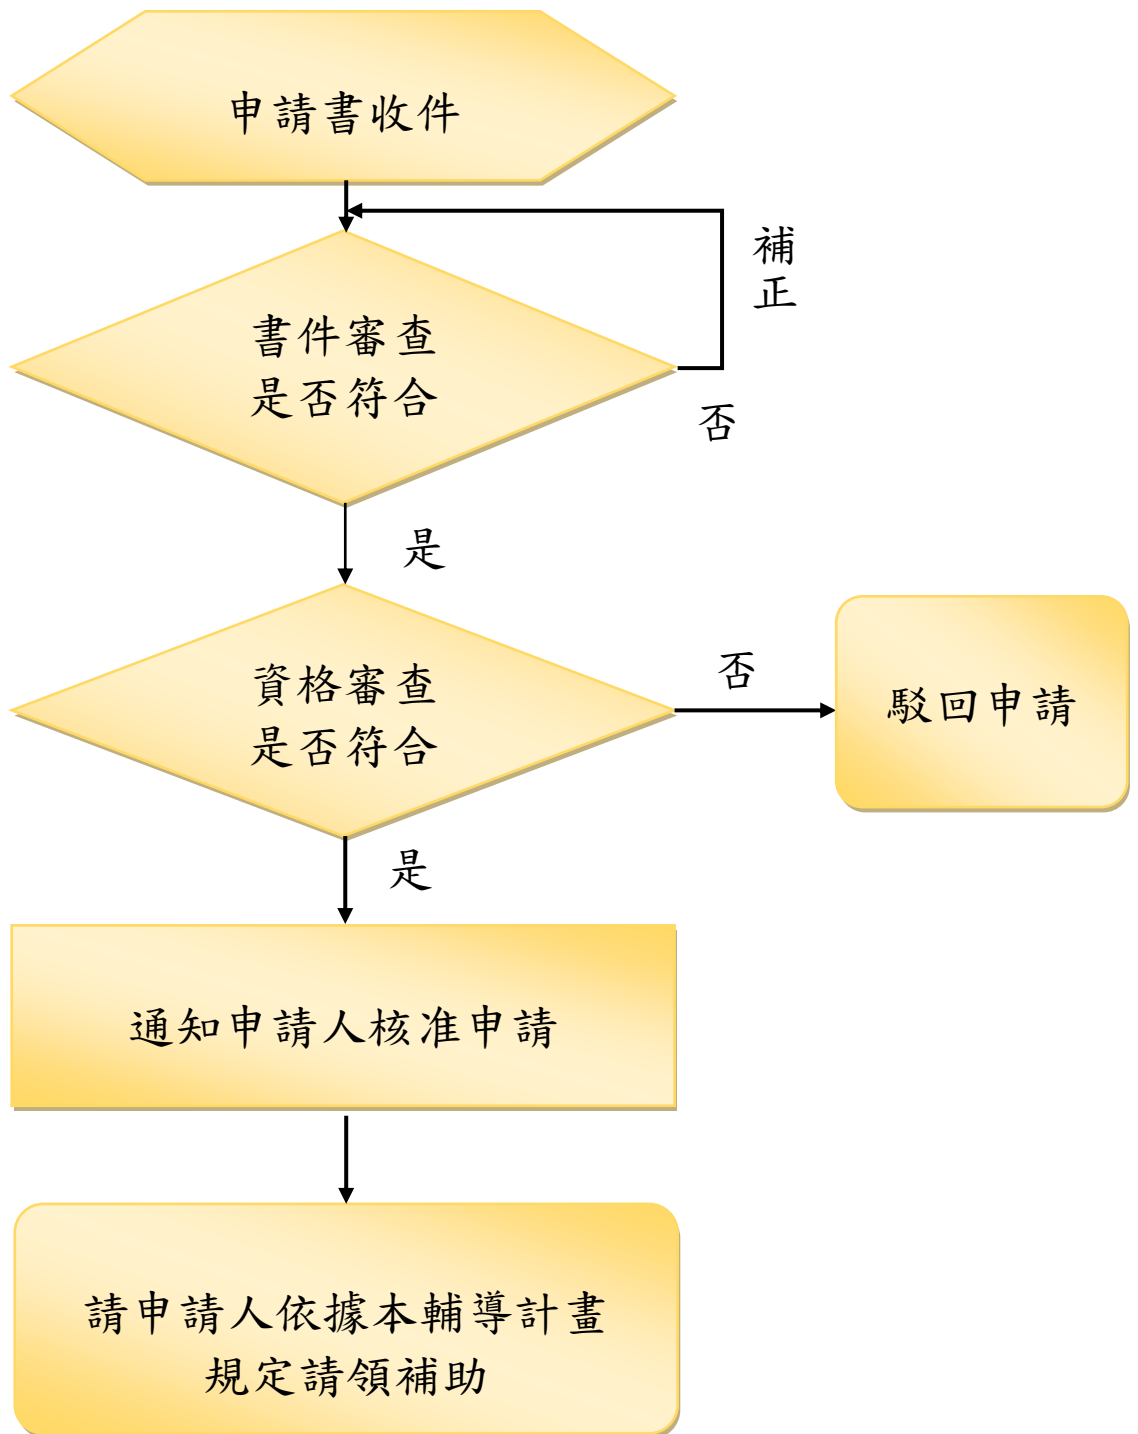 申請書收件
補
正
書件審查
是否符合
否
是
資格審查
是否符合
否
駁回申請
是
通知申請人核准申請
請申請人依據本輔導計畫
規定請領補助